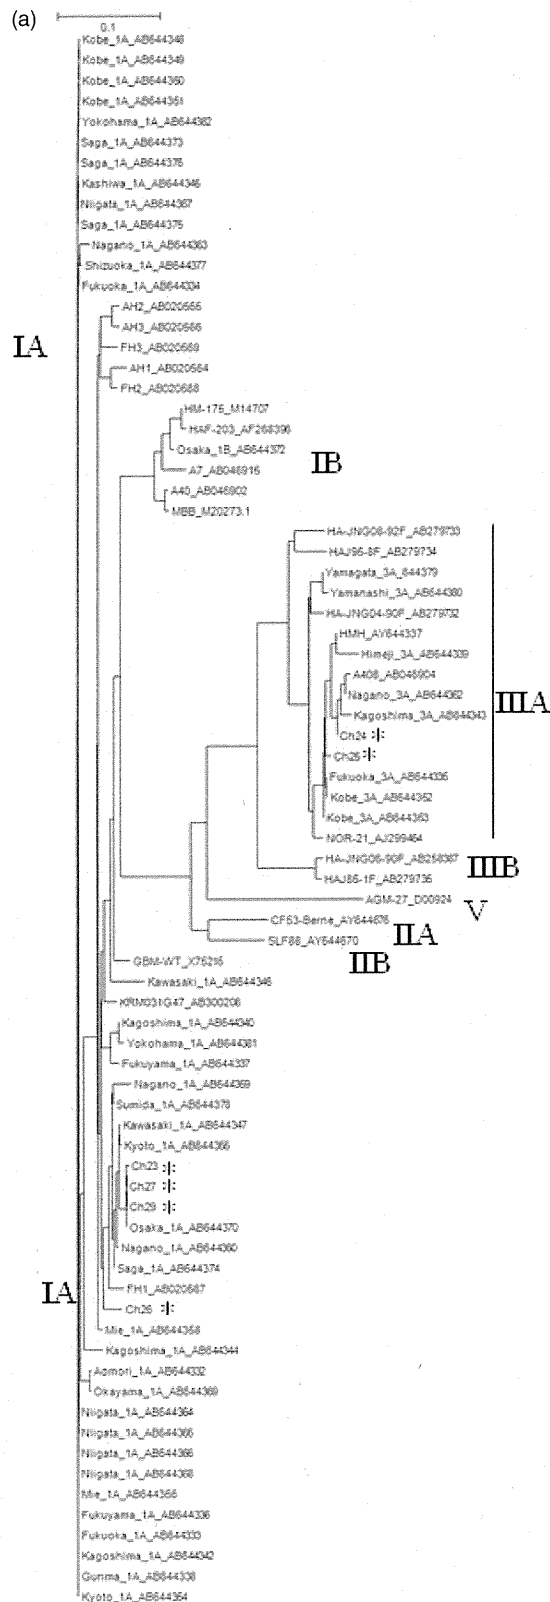 (a)
0.1
Kobe_1A_AB644348
Kobe_1A_AB644349
Kobe_1A_AB644350
Kobe_1A_AB644351
Yokohama_1A_AB644382
Saga_1A_AB644373
Saga_1A_AB644376
Kashiwa_1A_AB644345
Niigata_1A_AB644367
Saga_1A_AB644375
Nagano_1A_AB644363
Shizuoka_1A_AB644377
Fukuoka_1A_AB644334
AH2_AB020565
IA
AH3_AB020566
FH3_AB020569
AH1_AB020564
FH2_AB020568
HM-175_M14707
HAF-203_AF268396
Osaka_1B_AB644372
IB
A7_AB046915
A40_AB046902
MBB_M20273.1
HA-JNG08-92F_AB279733
HAJ95-8F_AB279734
Yamagata_3A_644379
Yamanashi_3A_AB644380
HA-JNG04-90F_AB279732
HMH_AY644337
Himeji_3A_AB644339
A408_AB046904
Nagano_3A_AB644362
IIIA
Kagoshima_3A_AB644343
Ch24 *
Ch25 *
Fukuoka_3A_AB644335
Kobe_3A_AB644352
Kobe_3A_AB644353
NOR-21_AJ299464
HA-JNG06-90F_AB258387
IIIB
HAJ85-1F_AB279735
AGM-27_D00924
V
CF53-Berne_AY644676
IIA
SLF88_AY644670
IIB
GBM-WT_X75215
Kawasaki_1A_AB644346
KRM031G47_AB300206
Kagoshima_1A_AB644340
Yokohama_1A_AB644381
Fukuyama_1A_AB644337
Nagano_1A_AB644359
Sumida_1A_AB644378
Kawasaki_1A_AB644347
Kyoto_1A_AB644355
Ch23 *
Ch27 *
Ch29 *
Osaka_1A_AB644370
Nagano_1A_AB644360
Saga_1A_AB644374
FH1_AB020567
IA
Ch26 *
Mie_1A_AB644358
Kagoshima_1A_AB644344
Aomori_1A_AB644332
Okayama_1A_AB644369
Niigata_1A_AB644364
Niigata_1A_AB644365
Niigata_1A_AB644366
Niigata_1A_AB644368
Mie_1A_AB644356
Fukuyama_1A_AB644336
Fukuoka_1A_AB644333
Kagoshima_1A_AB644342
Gunma_1A_AB644338
Kyoto_1A_AB644354